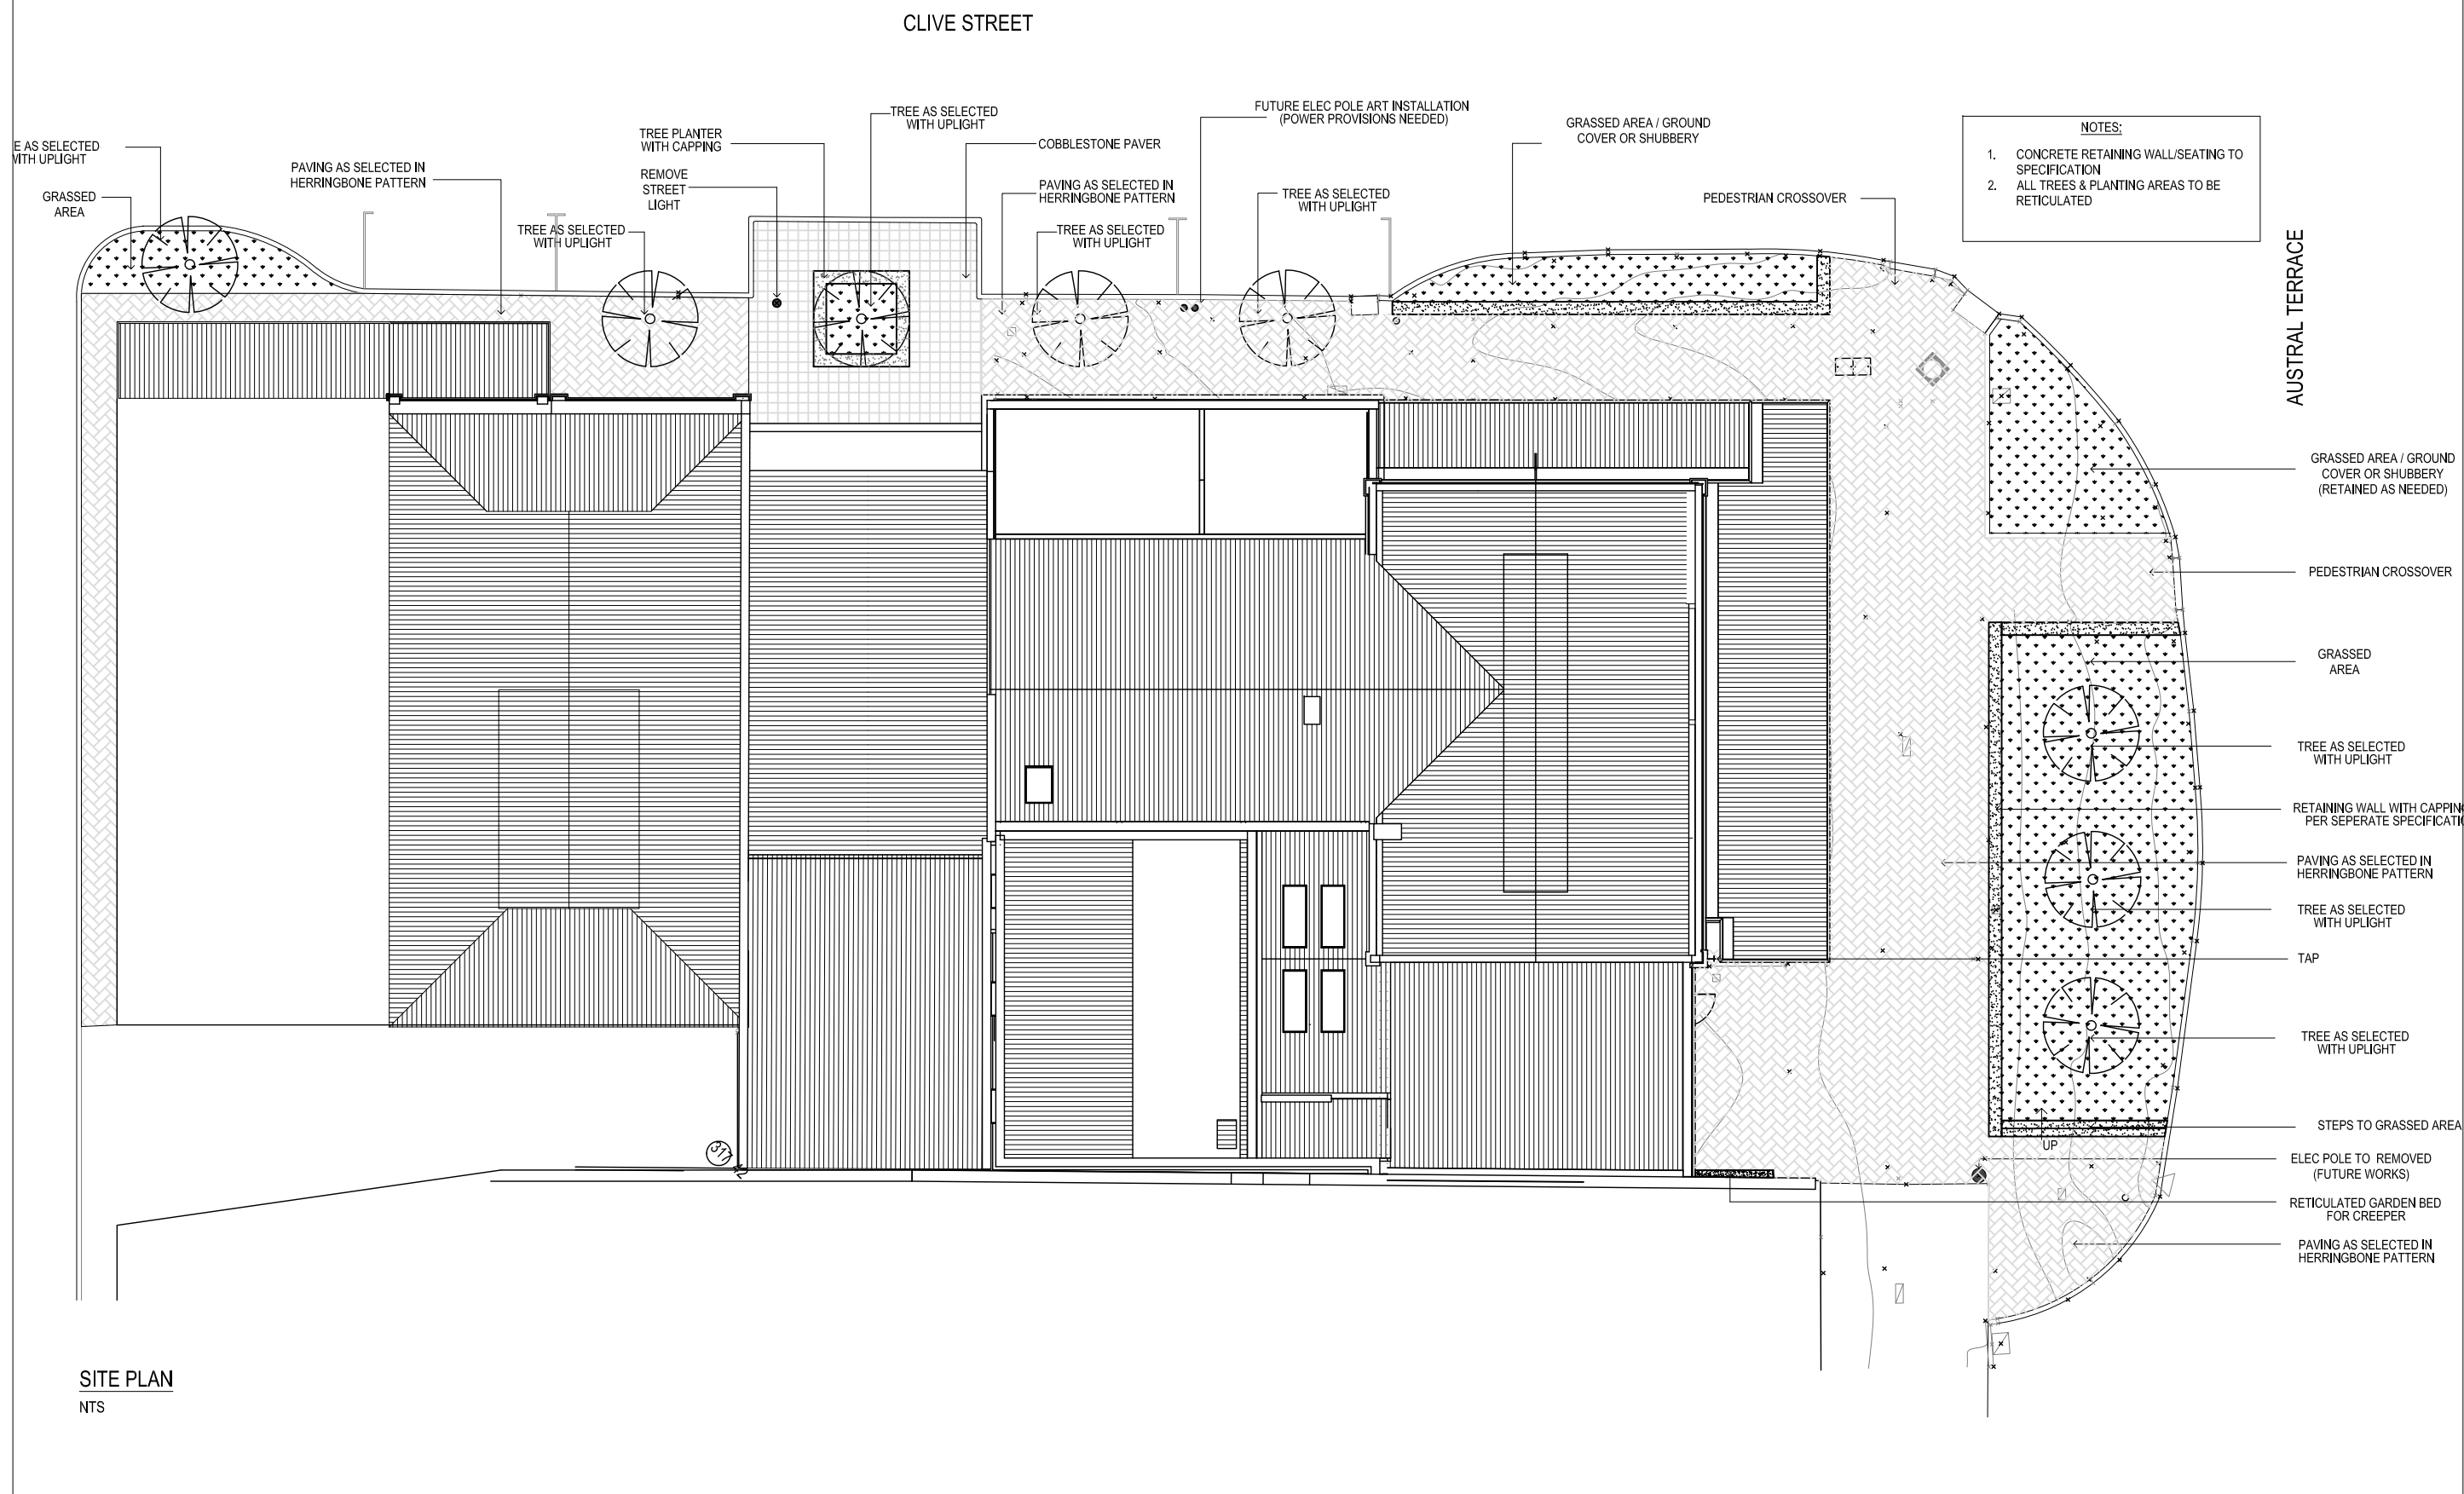 CLIVE STREET
E AS SELECTED
WITH UPLIGHT
GRASSED
AREA
PAVING AS SELECTED IN
HERRINGBONE PATTERN
TREE AS SELECTED
WITH UPLIGHT
TREE PLANTER
WITH CAPPING
REMOVE
STREET
LIGHT
TREE AS SELECTED
WITH UPLIGHT
COBBLESTONE PAVER
PAVING AS SELECTED IN
HERRINGBONE PATTERN
TREE AS SELECTED
WITH UPLIGHT
FUTURE ELEC POLE ART INSTALLATION
(POWER PROVISIONS NEEDED)
TREE AS SELECTED
WITH UPLIGHT
GRASSED AREA / GROUND
COVER OR SHUBBERY
PEDESTRIAN CROSSOVER
NOTES:
1. CONCRETE RETAINING WALL/SEATING TO
SPECIFICATION
2. ALL TREES & PLANTING AREAS TO BE
RETICULATED
AUSTRAL TERRACE
GRASSED AREA / GROUND
COVER OR SHUBBERY
(RETAINED AS NEEDED)
PEDESTRIAN CROSSOVER
GRASSED
AREA
TREE AS SELECTED
WITH UPLIGHT
RETAINING WALL WITH CAPPIN
PER SEPERATE SPECIFICATI
PAVING AS SELECTED IN
HERRINGBONE PATTERN
TREE AS SELECTED
WITH UPLIGHT
TAP
TREE AS SELECTED
WITH UPLIGHT
STEPS TO GRASSED AREA
UP
ELEC POLE TO REMOVED
(FUTURE WORKS)
RETICULATED GARDEN BED
FOR CREEPER
PAVING AS SELECTED IN
HERRINGBONE PATTERN
SITE PLAN
NTS